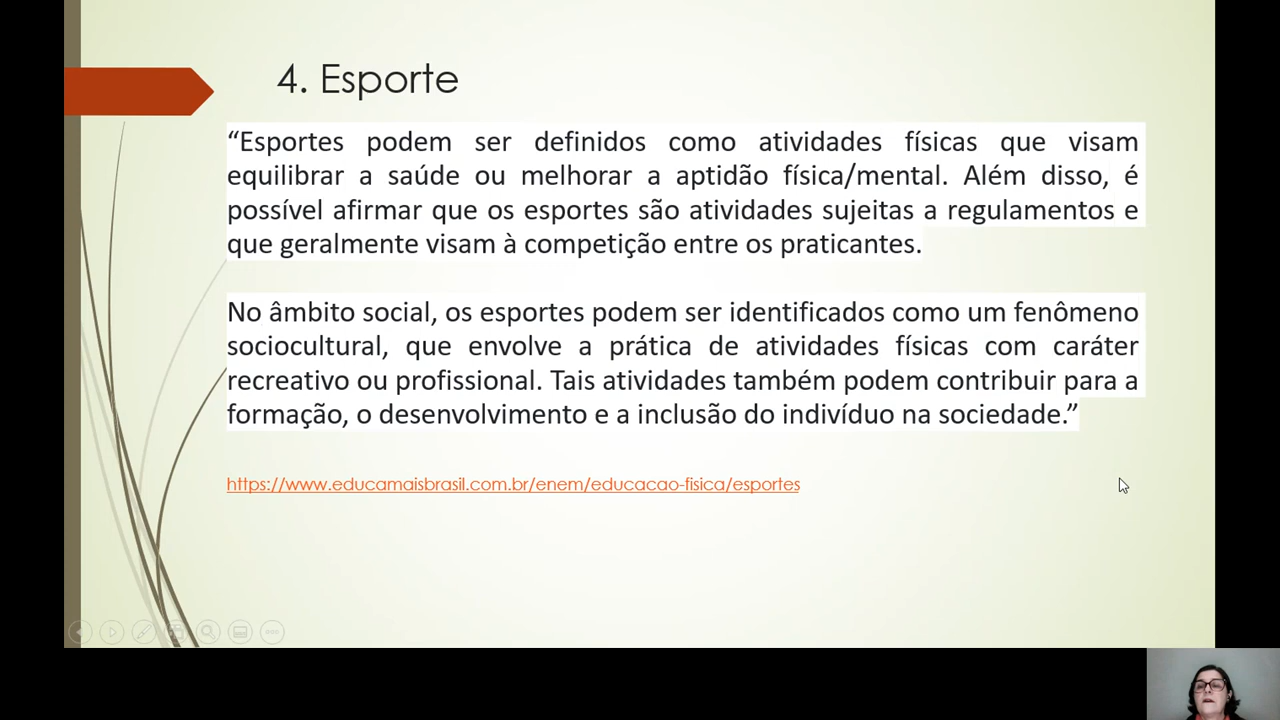 4. Esporte
“Esportes podem ser definidos como atividades físicas que visam
equilibrar a saúde ou melhorar a aptidão física/mental. Além disso, é
possível afirmar que os esportes são atividades sujeitas a regulamentos e
que geralmente visam à competição entre os praticantes.
No âmbito social, os esportes podem ser identificados como um fenômeno
sociocultural, que envolve a prática de atividades físicas com caráter
recreativo ou profissional. Tais atividades também podem contribuir para a
formação, o desenvolvimento e a inclusão do indivíduo na sociedade.”
https://www.educamaisbrasil.com.br/enem/educacao-fisica/esportes